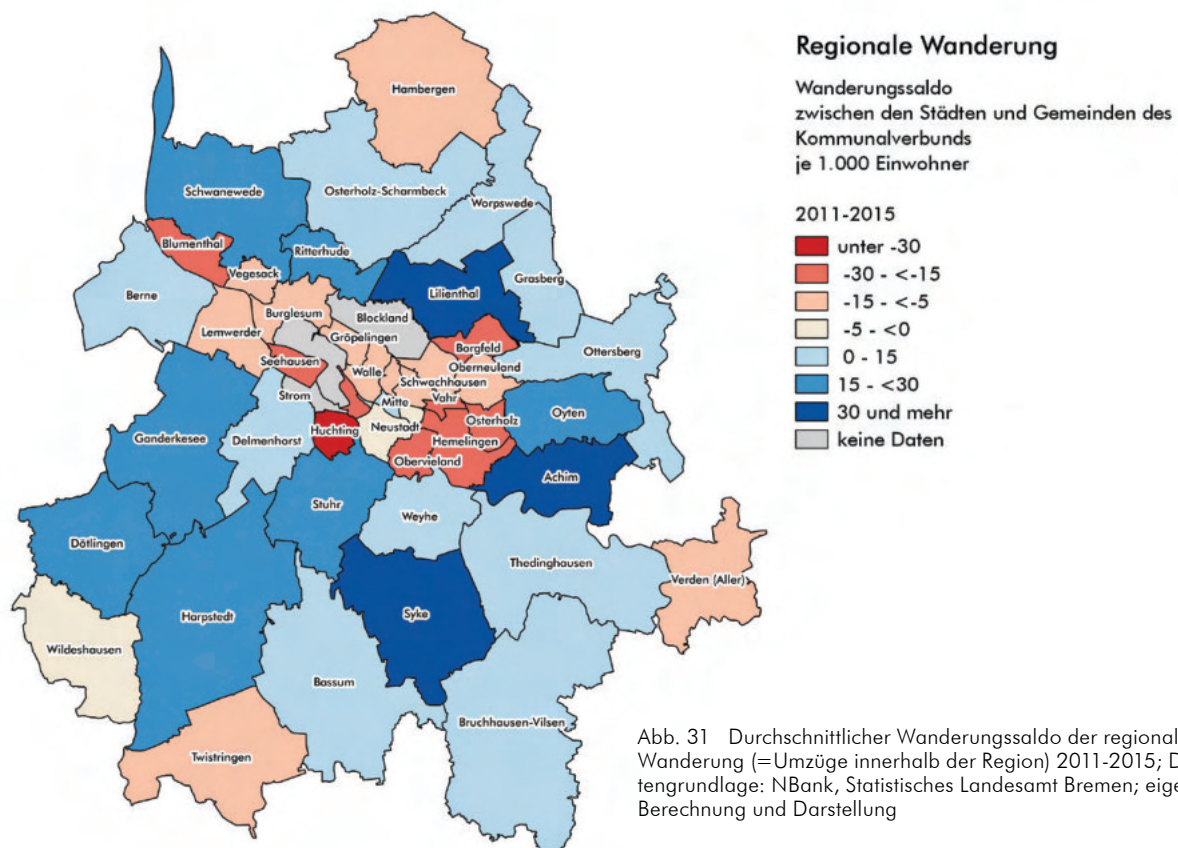 Regionale Wanderung
Wanderungssaldo
zwischen den Städten und Gemeinden des
Kommunalverbunds
je 1.000 Einwohner
2011-2015
unter -30
-30 - <-15
-15 - <-5
-5 - <0
0 - 15
15 - <30
30 und mehr
keine Daten
Hambergen
Schwanewede
Osterholz-Scharmbeck
Worpswede
Blumenthal
Ritterhude
Vegesack
Grasberg
Berne
Lilienthal
Burglesum
Blockland
Lemwerder
Gröpelingen
Borgfeld
Ottersberg
Seehausen
Walle
Oberneuland
Schwachhausen
Strom
Mitte
Vahr
Oyten
Ganderkesee
Delmenhorst
Huchting
Neustadt
Osterholz
Hemelingen
Obervieland
Achim
Stuhr
Weyhe
Dötlingen
Thedinghausen
Verden (Aller)
Harpstedt
Syke
Wildeshausen
Bassum
Bruchhausen-Vilsen
Twistringen
Abb. 31 Durchschnittlicher Wanderungssaldo der regional
Wanderung (=Umzüge innerhalb der Region) 2011-2015; D
tengrundlage: NBank, Statistisches Landesamt Bremen; eige
Berechnung und Darstellung